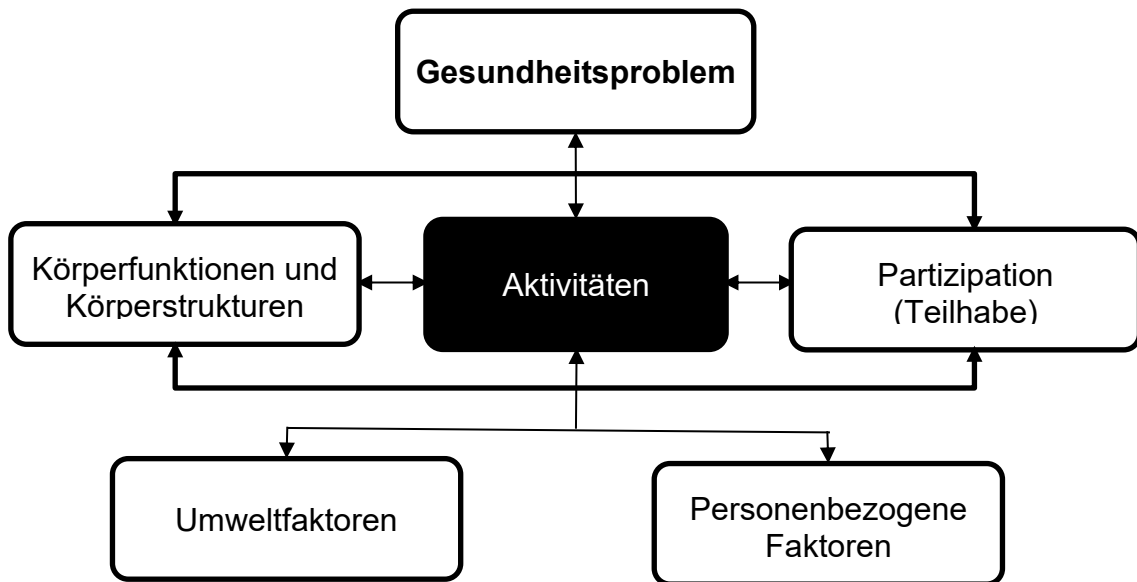 Gesundheitsproblem
Körperfunktionen und
Körperstrukturen
Aktivitäten
Partizipation
(Teilhabe)
Umweltfaktoren
Personenbezogene
Faktoren